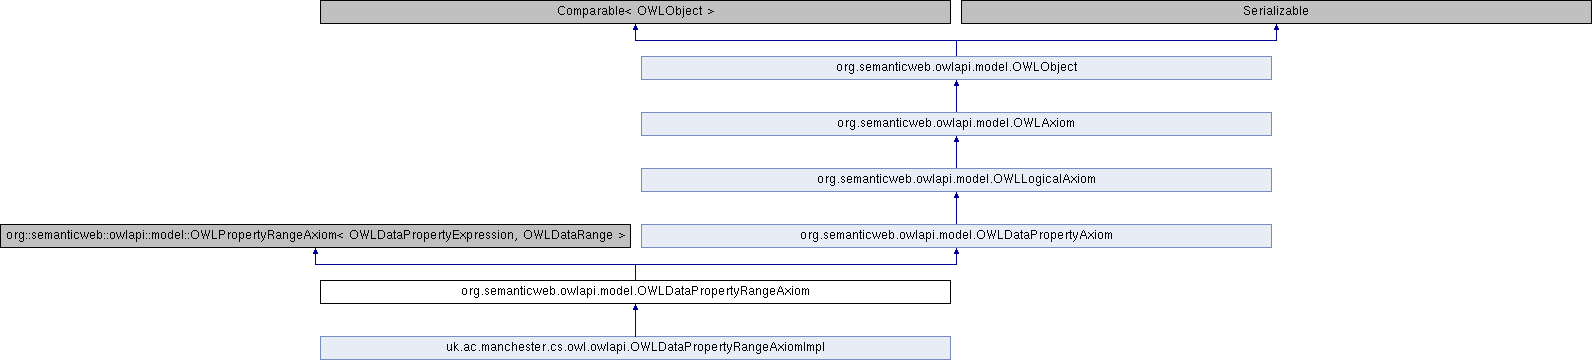 Comparable< OWLObject >
Serializable
org.semanticweb.owlapi.model.OWLObject
org.semanticweb.owlapi.model.OWLAxiom
org.semanticweb.owlapi.model.OWLLogicalAxiom
org::semanticweb::owlapi::model::OWLPropertyRangeAxiom< OWLDataPropertyExpression, OWLDataRange >
org.semanticweb.owlapi.model.OWLDataPropertyAxiom
org.semanticweb.owlapi.model.OWLDataPropertyRangeAxiom
uk.ac.manchester.cs.owl.owlapi.OWLDataPropertyRangeAxiomImpl